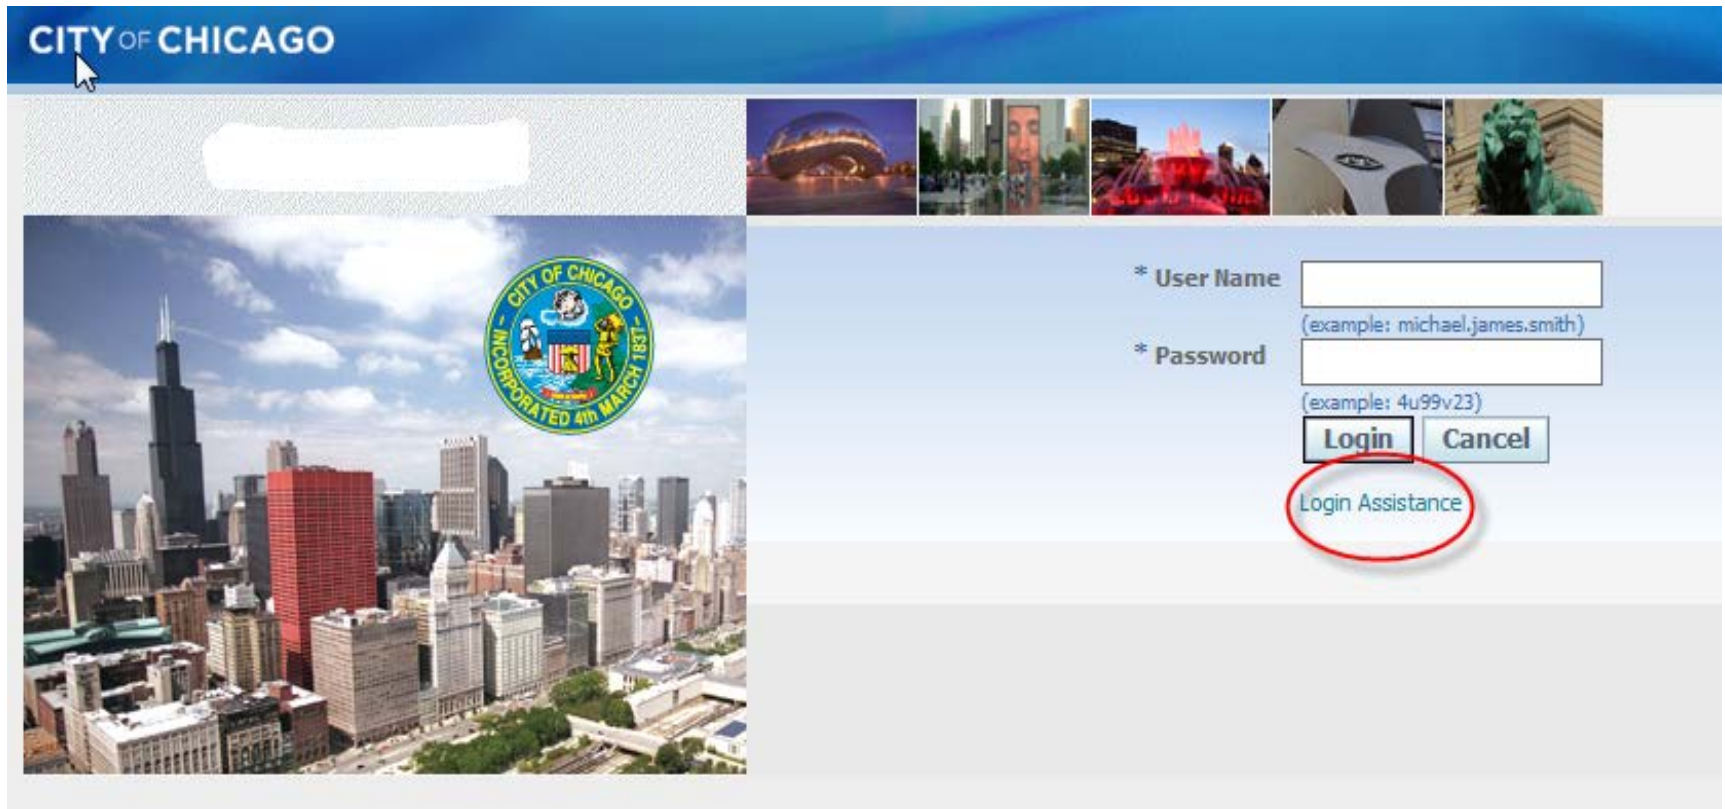 CITY OF CHICAGO
CITY OF CHICAGO
INCORPORATED 4th MARCH 1837
* User Name
(example: michael.james.smith)
* Password
(example: 4u99v23)
Login Cancel
Login Assistance